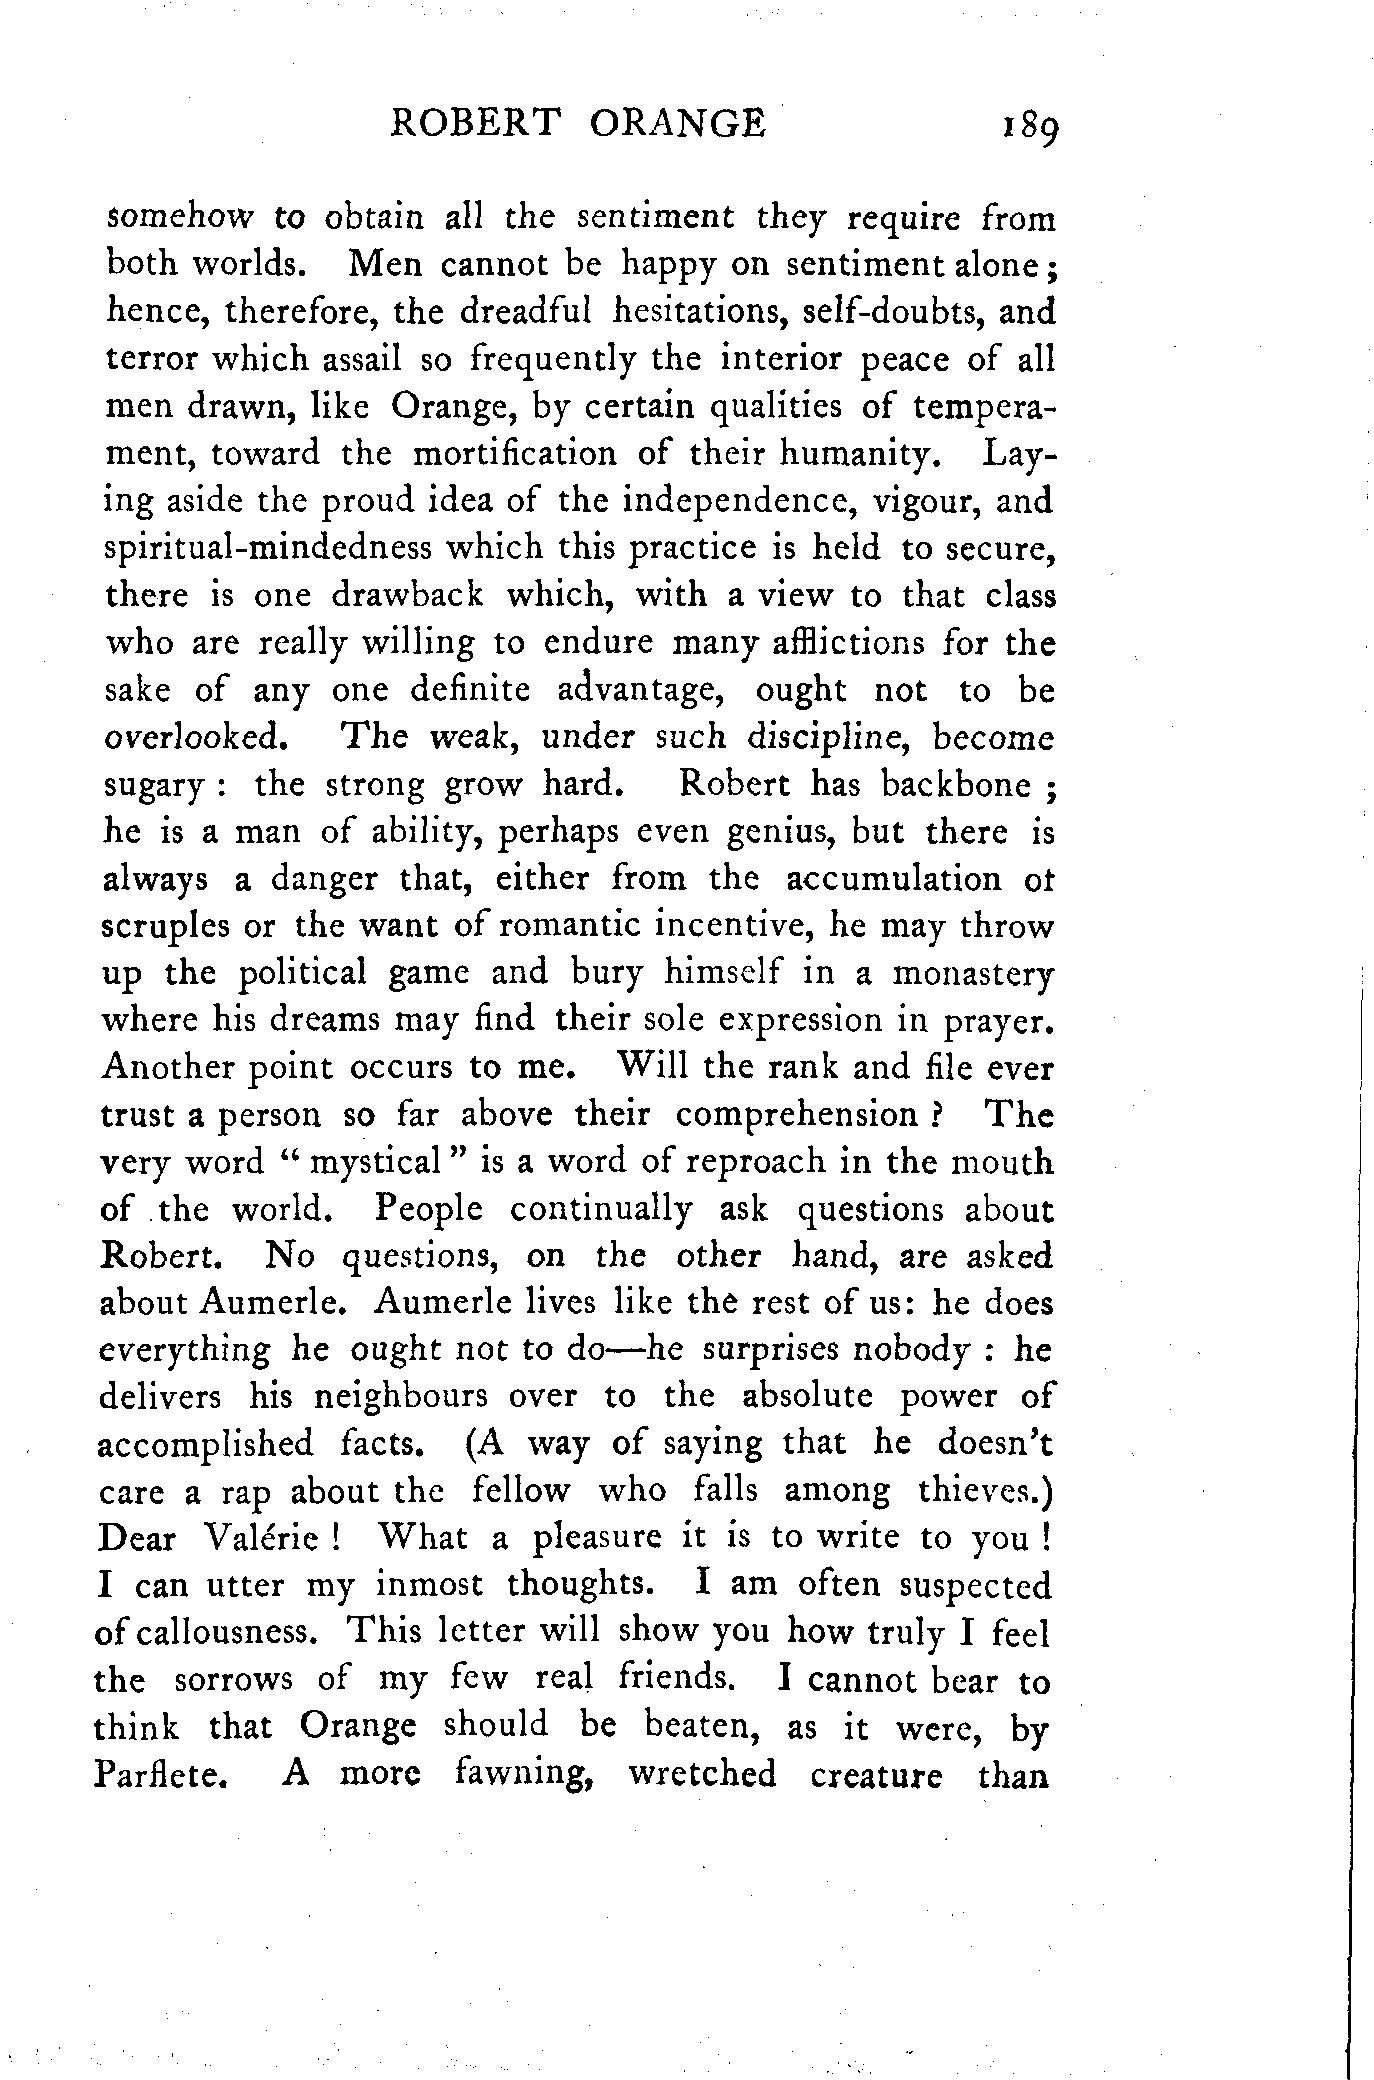 ROBERT ORANGE 189
somehow to obtain all the sentiment they require from
both worlds. Men cannot be happy on sentiment alone;
hence, therefore, the dreadful hesitations, self-doubts, and
terror which assail so frequently the interior peace of all
men drawn, like Orange, by certain qualities of tempera-
ment, toward the mortification of their humanity. Lay-
ing aside the proud idea of the independence, vigour, and
spiritual-mindedness which this practice is held to secure,
there is one drawback which, with a view to that class
who are really willing to endure many afflictions for the
sake of any one definite advantage, ought not to be
overlooked. The weak, under such discipline, become
sugary : the strong grow hard. Robert has backbone ;
he is a man of ability, perhaps even genius, but there is
always a danger that, either from the accumulation of
scruples or the want of romantic incentive, he may throw
up the political game and bury himself in a monastery
where his dreams may find their sole expression in prayer.
Another point occurs to me. Will the rank and file ever
trust a person so far above their comprehension ? The
very word “ mystical ” is a word of reproach in the mouth
of the world. People continually ask questions about
Robert. No questions, on the other hand, are asked
about Aumerle. Aumerle lives like the rest of us: he does
everything he ought not to do—he surprises nobody : he
delivers his neighbours over to the absolute power of
accomplished facts. (A way of saying that he doesn't
care a rap about the fellow who falls among thieves.)
Dear Valérie ! What a pleasure it is to write to you !
I can utter my inmost thoughts. I am often suspected
of callousness. This letter will show you how truly I feel
the sorrows of my few real friends. I cannot bear to
think that Orange should be beaten, as it were, by
Parflete. A more fawning, wretched creature than